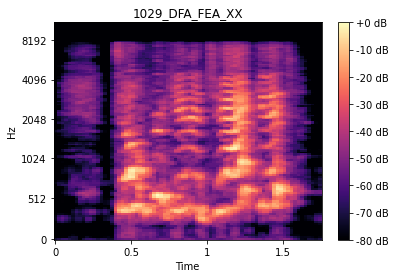 1029_DFA_FEA_XX
8192
4096
2048
1024
512
0
Hz
0
0.5
1
1.5
Time
+0 dB
-10 dB
-20 dB
-30 dB
-40 dB
-50 dB
-60 dB
-70 dB
-80 dB